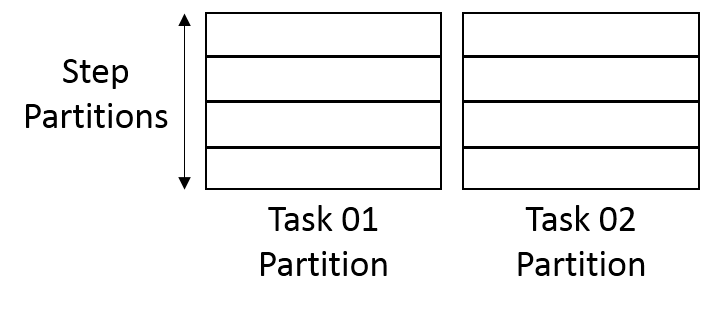 Step
Partitions
Task 01
Partition
Task 02
Partition